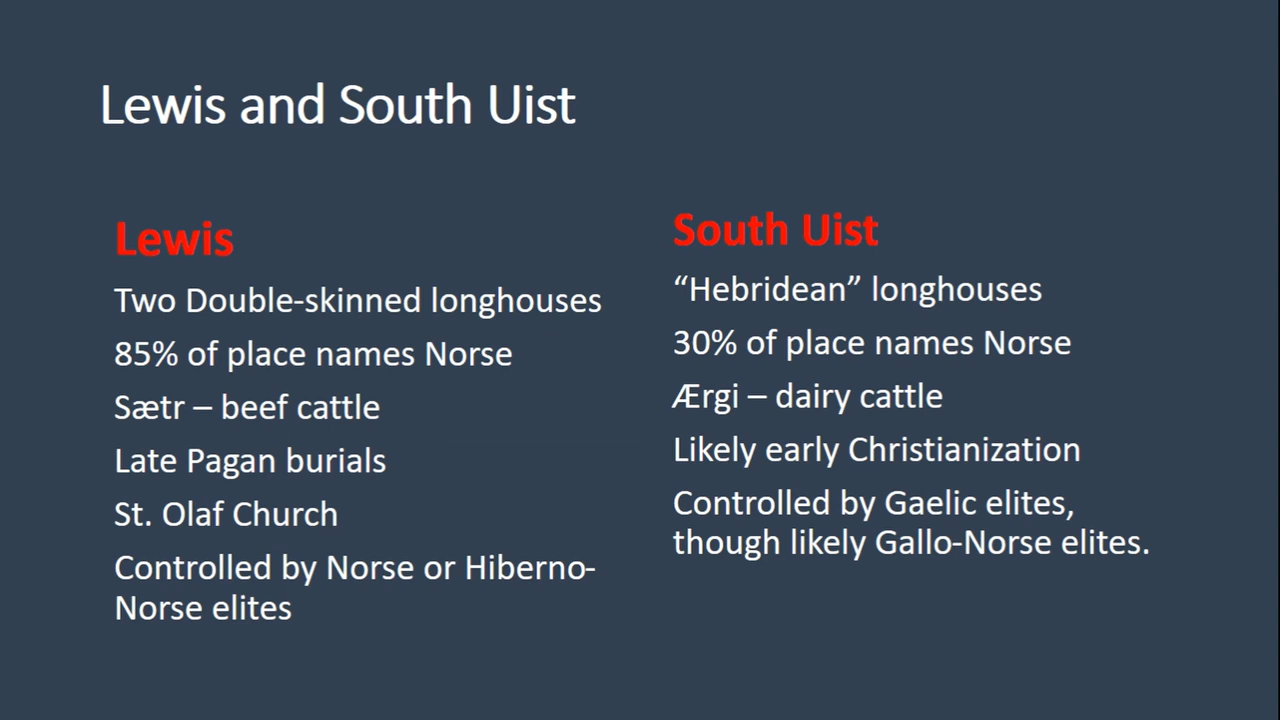 Lewis and South Uist
Lewis
Two Double-skinned longhouses
85% of place names Norse
Sætr – beef cattle
Late Pagan burials
St. Olaf Church
Controlled by Norse or Hiberno-
Norse elites
South Uist
“Hebridean” longhouses
30% of place names Norse
Ærgi – dairy cattle
Likely early Christianization
Controlled by Gaelic elites,
though likely Gallo-Norse elites.